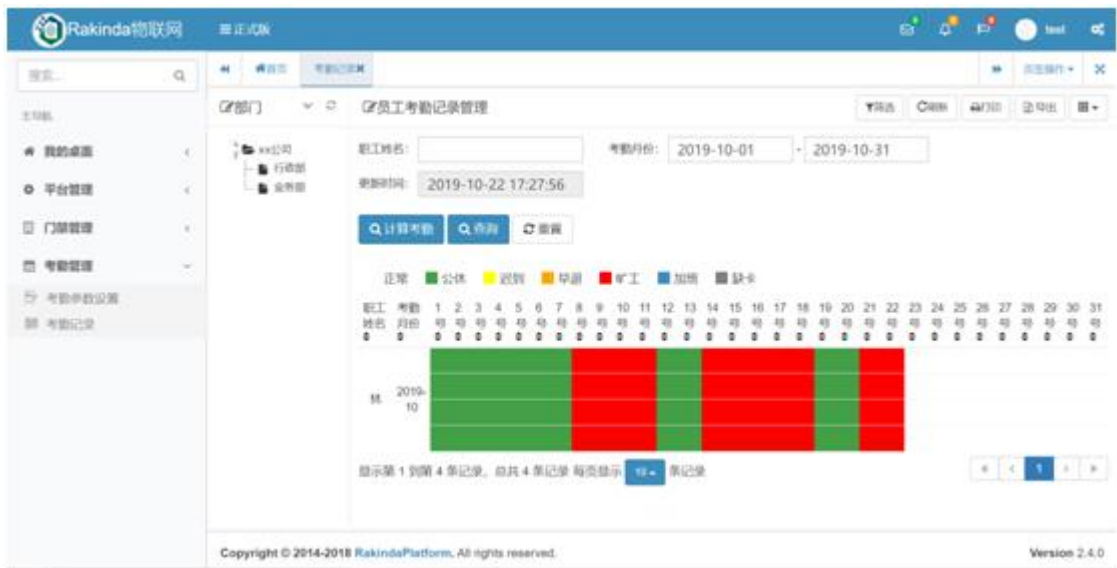 Rakinda物联网
正式版
test
搜索...
首页
考勤记录
页签操作
主导航
部门
员工考勤记录管理
筛选
刷新
打印
导出
我的桌面
平台管理
门禁管理
考勤管理
考勤参数设置
考勤记录
xx公司
行政部
业务部
职工姓名:
考勤月份:
2019-10-01 - 2019-10-31
更新时间:
2019-10-22 17:27:56
计算考勤
查询
重置
正常 公休 迟到 早退 旷工 加班 缺卡
职工姓名 考勤月份 1号 2号 3号 4号 5号 6号 7号 8号 9号 10号 11号 12号 13号 14号 15号 16号 17号 18号 19号 20号 21号 22号 23号 24号 25号 26号 27号 28号 29号 30号 31号
林
2019-10
显示第 1 到第 4 条记录，总共 4 条记录 每页显示 10 条记录
1
Copyright © 2014-2018 RakindaPlatform. All rights reserved.
Version 2.4.0